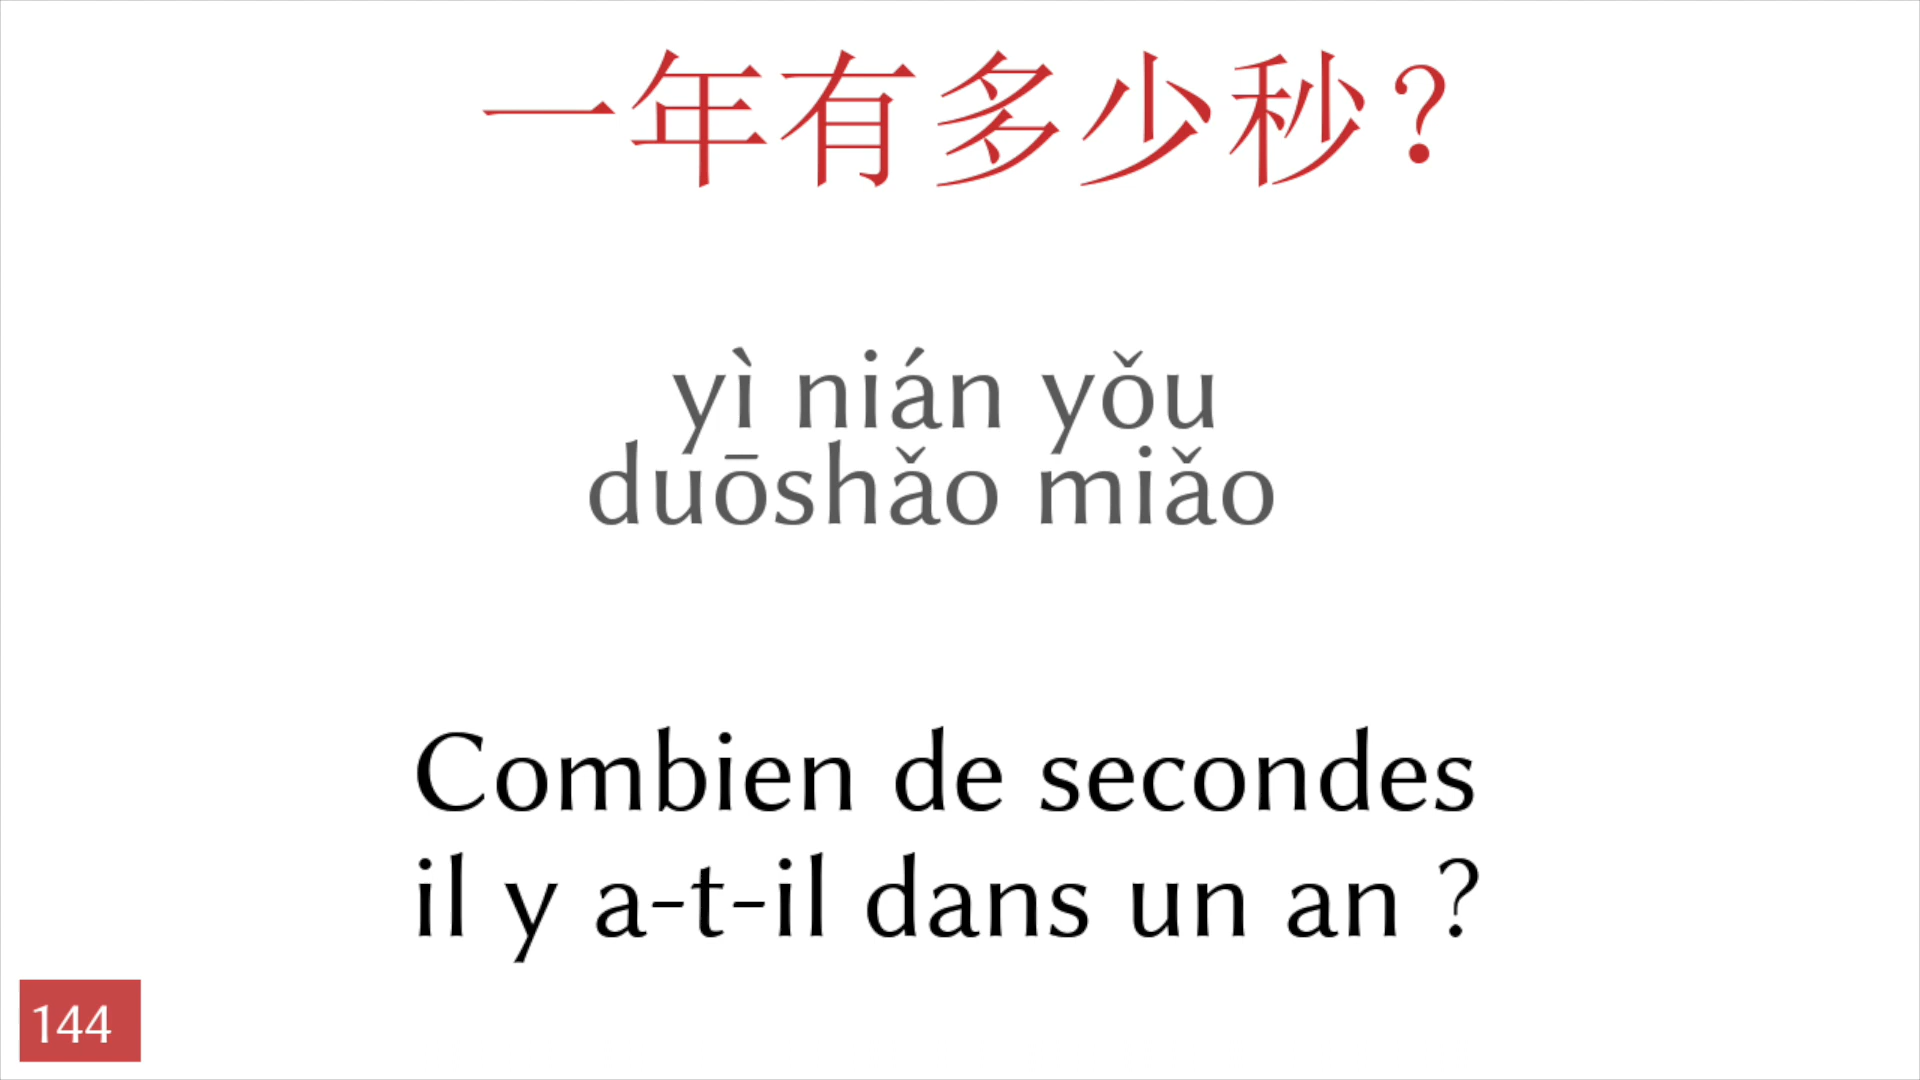 一年有多少秒？
yì nián yǒu
duōshǎo miǎo
Combien de secondes
il y a-t-il dans un an ?
144